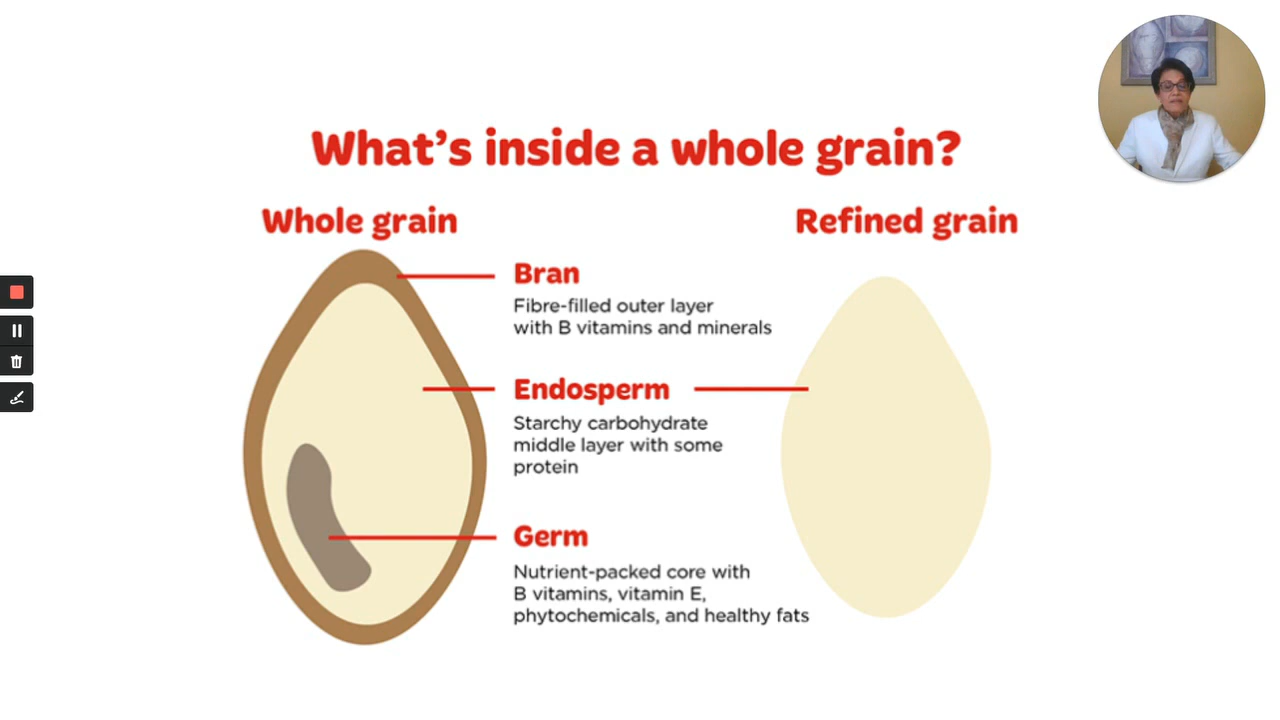 What's inside a whole grain?
Whole grain
Refined grain
Bran
Fibre-filled outer layer
with B vitamins and minerals
Endosperm
Starchy carbohydrate
middle layer with some
protein
Germ
Nutrient-packed core with
B vitamins, vitamin E,
phytochemicals, and healthy fats